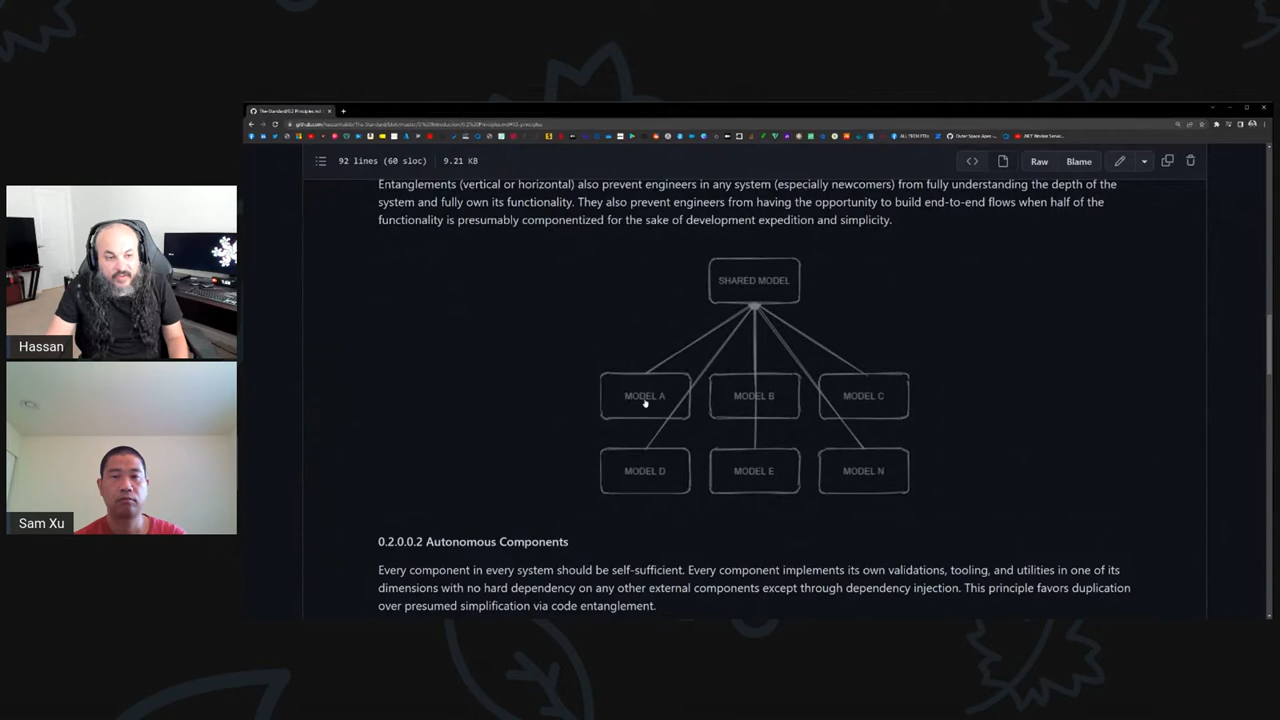 The-Standard/0.2 Principles.md
92 lines (60 sloc)
9.21 KB
Raw
Blame
Entanglements (vertical or horizontal) also prevent engineers in any system (especially newcomers) from fully understanding the depth of the
system and fully own its functionality. They also prevent engineers from having the opportunity to build end-to-end flows when half of the
functionality is presumably componentized for the sake of development expedition and simplicity.
SHARED MODEL
MODEL A
MODEL B
MODEL C
MODEL D
MODEL E
MODEL N
0.2.0.0.2 Autonomous Components
Every component in every system should be self-sufficient. Every component implements its own validations, tooling, and utilities in one of its
dimensions with no hard dependency on any other external components except through dependency injection. This principle favors duplication
over presumed simplification via code entanglement.
Hassan
Sam Xu